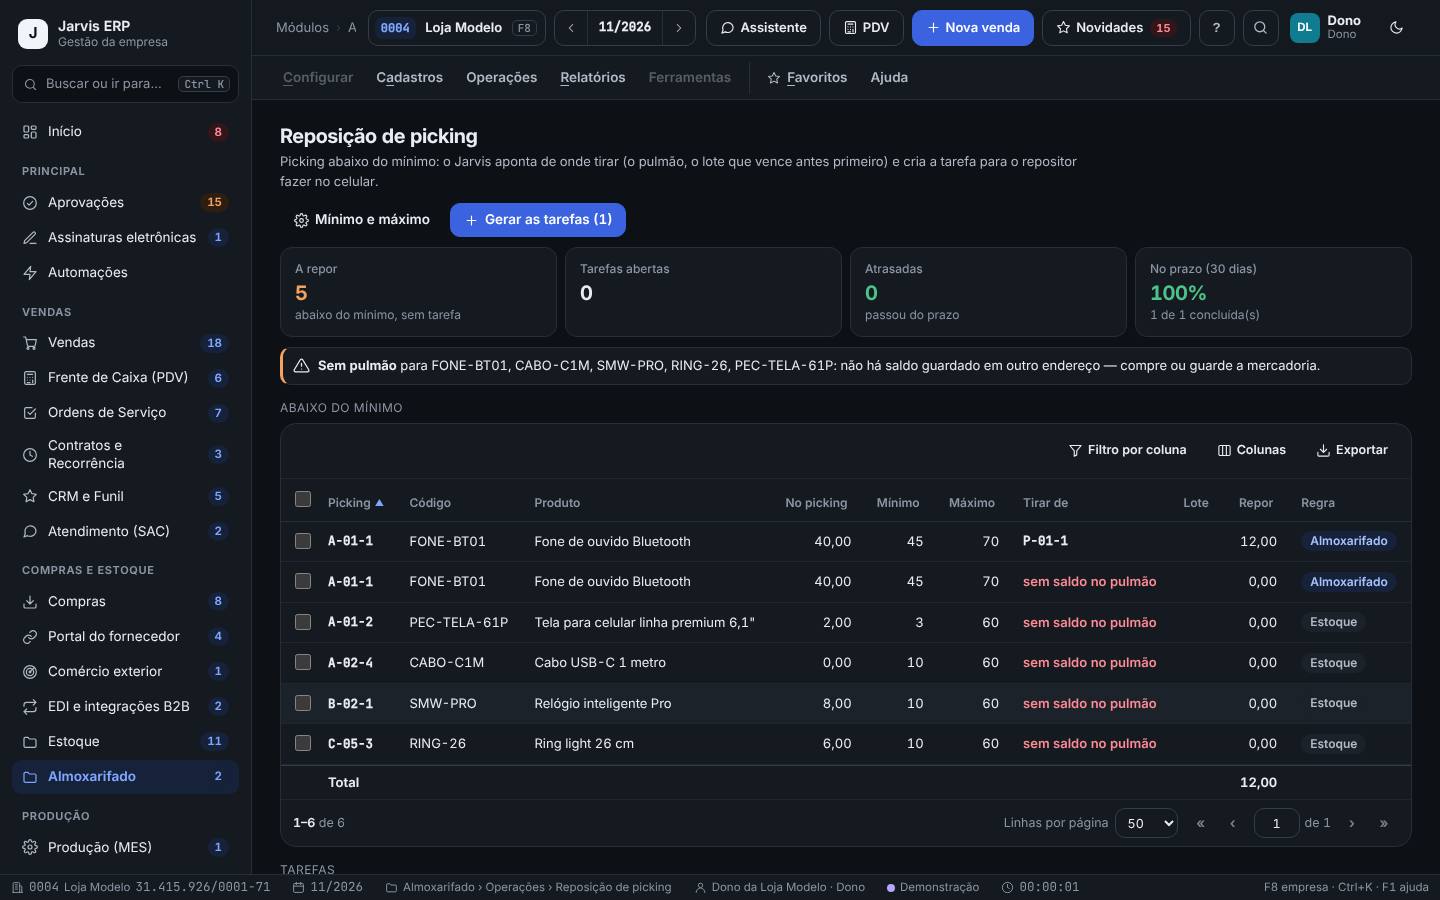 J
Jarvis ERP
Gestão da empresa
Buscar ou ir para... Ctrl K
Início 8
PRINCIPAL
Aprovações 15
Assinaturas eletrônicas 1
Automações
VENDAS
Vendas 18
Frente de Caixa (PDV) 6
Ordens de Serviço 7
Contratos e
Recorrência 3
CRM e Funil 5
Atendimento (SAC) 2
COMPRAS E ESTOQUE
Compras 8
Portal do fornecedor 4
Comércio exterior 1
EDI e integrações B2B 2
Estoque 11
Almoxarifado 2
PRODUÇÃO
Produção (MES) 1
Módulos › A 0004 Loja Modelo F8 ‹ 11/2026 › Assistente PDV + Nova venda Novidades 15 ? DL Dono
Dono
Configurar Cadastros Operações Relatórios Ferramentas Favoritos Ajuda
Reposição de picking
Picking abaixo do mínimo: o Jarvis aponta de onde tirar (o pulmão, o lote que vence antes primeiro) e cria a tarefa para o repositor
fazer no celular.
Mínimo e máximo + Gerar as tarefas (1)
A repor
5
abaixo do mínimo, sem tarefa
Tarefas abertas
0
Atrasadas
0
passou do prazo
No prazo (30 dias)
100%
1 de 1 concluída(s)
Sem pulmão para FONE-BT01, CABO-C1M, SMW-PRO, RING-26, PEC-TELA-61P: não há saldo guardado em outro endereço — compre ou guarde a mercadoria.
ABAIXO DO MÍNIMO
Filtro por coluna Colunas Exportar
Picking ▲ Código Produto No picking Mínimo Máximo Tirar de Lote Repor Regra
A-01-1 FONE-BT01 Fone de ouvido Bluetooth 40,00 45 70 P-01-1 12,00 Almoxarifado
A-01-1 FONE-BT01 Fone de ouvido Bluetooth 40,00 45 70 sem saldo no pulmão 0,00 Almoxarifado
A-01-2 PEC-TELA-61P Tela para celular linha premium 6,1" 2,00 3 60 sem saldo no pulmão 0,00 Estoque
A-02-4 CABO-C1M Cabo USB-C 1 metro 0,00 10 60 sem saldo no pulmão 0,00 Estoque
B-02-1 SMW-PRO Relógio inteligente Pro 8,00 10 60 sem saldo no pulmão 0,00 Estoque
C-05-3 RING-26 Ring light 26 cm 6,00 10 60 sem saldo no pulmão 0,00 Estoque
Total 12,00
1–6 de 6 Linhas por página 50 « ‹ 1 de 1 › »
TAREFAS
0004 Loja Modelo 31.415.926/0001-71 11/2026 Almoxarifado › Operações › Reposição de picking Dono da Loja Modelo · Dono Demonstração 00:00:01 F8 empresa · Ctrl+K · F1 ajuda